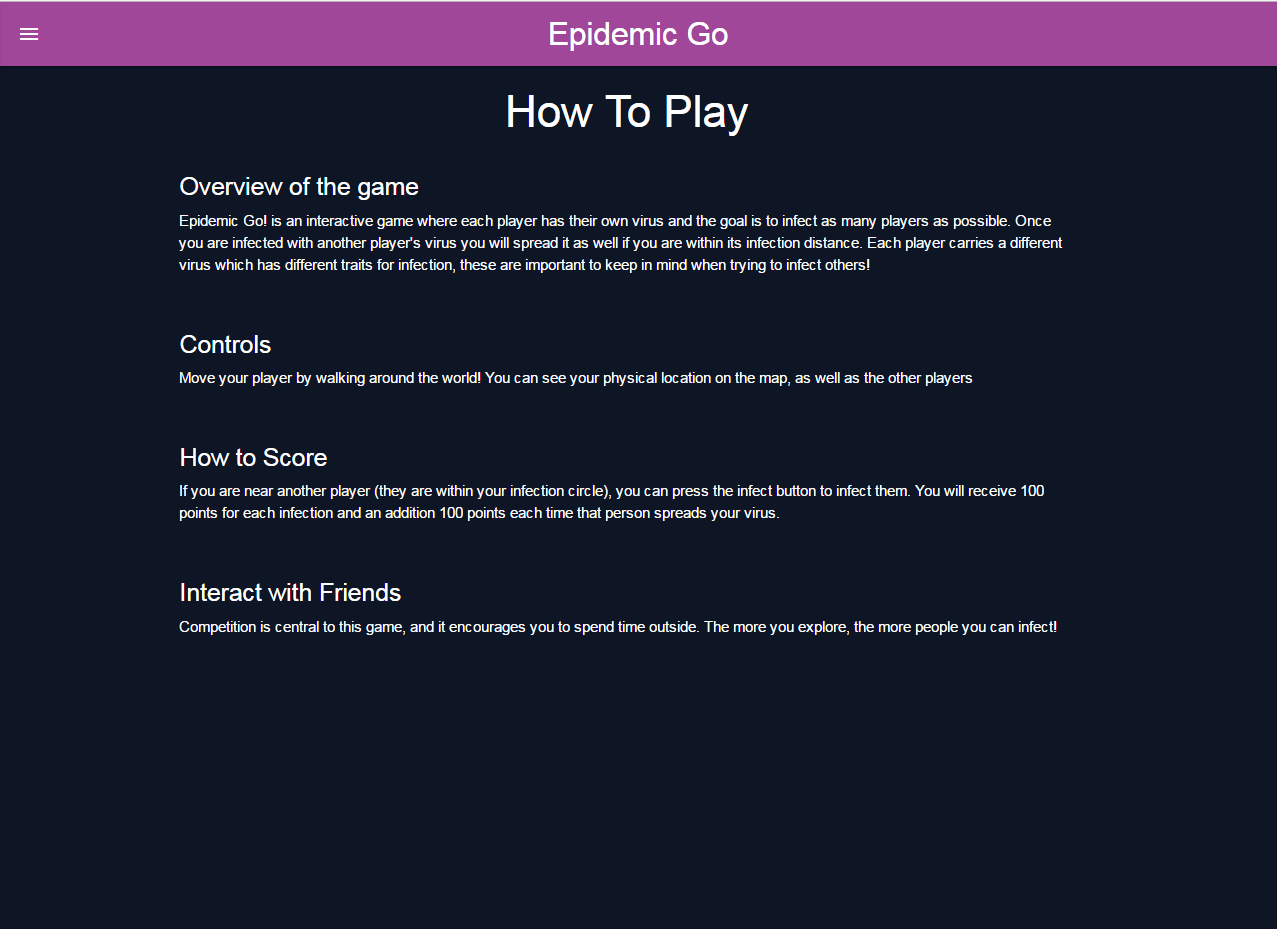 Epidemic Go
How To Play
Overview of the game
Epidemic Go! is an interactive game where each player has their own virus and the goal is to infect as many players as possible. Once
you are infected with another player's virus you will spread it as well if you are within its infection distance. Each player carries a different
virus which has different traits for infection, these are important to keep in mind when trying to infect others!
Controls
Move your player by walking around the world! You can see your physical location on the map, as well as the other players
How to Score
If you are near another player (they are within your infection circle), you can press the infect button to infect them. You will receive 100
points for each infection and an addition 100 points each time that person spreads your virus.
Interact with Friends
Competition is central to this game, and it encourages you to spend time outside. The more you explore, the more people you can infect!